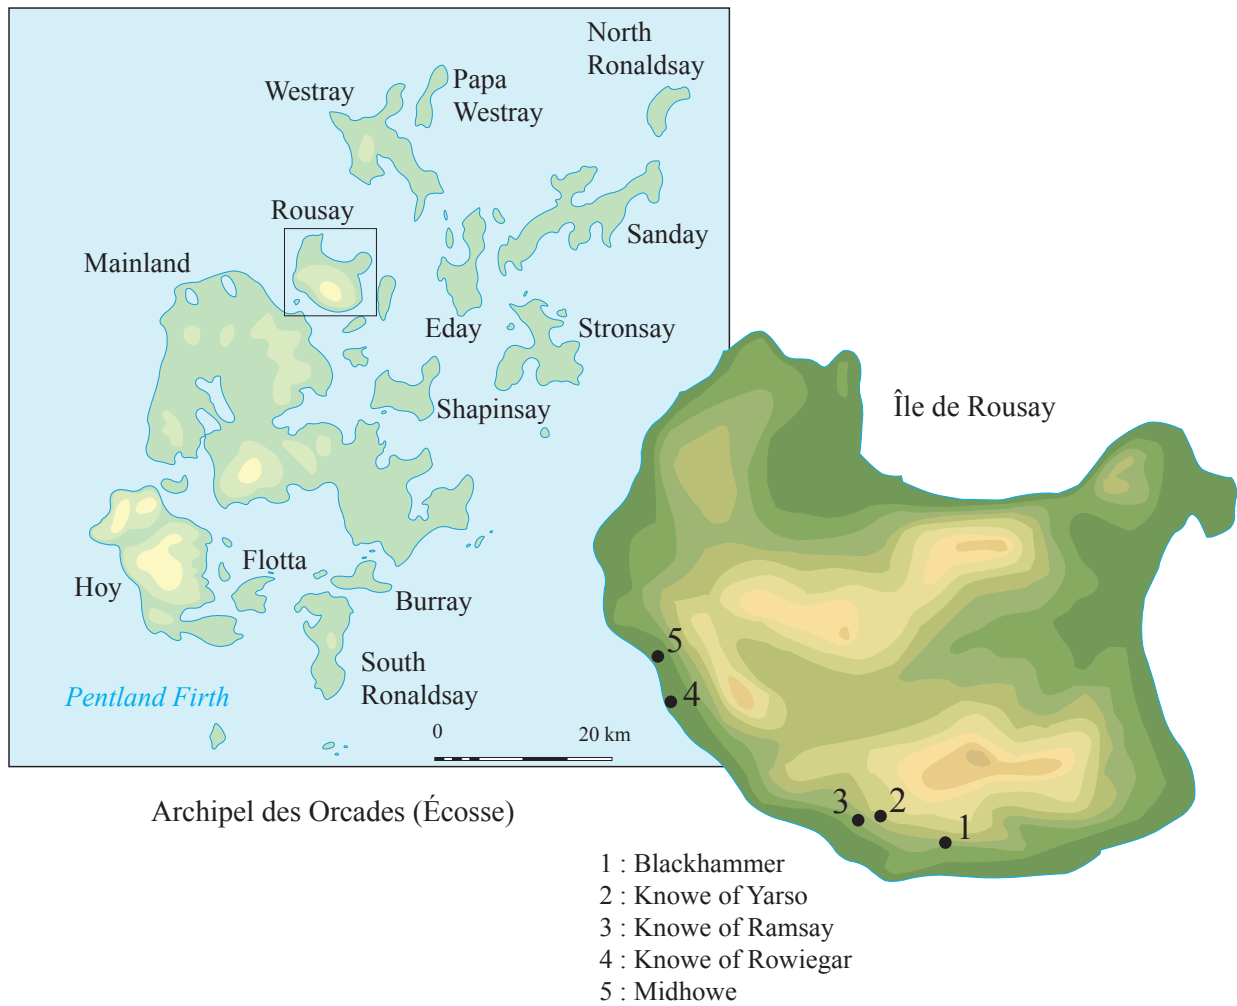 North
Ronaldsay
Papa
Westray
Westray
Rousay
Sanday
Mainland
Eday
Stronsay
Île de Rousay
Shapinsay
Flotta
Hoy
Burray
5
South
Ronaldsay
4
Pentland Firth
0
20 km
3
2
1
Archipel des Orcades (Écosse)
1 : Blackhammer
2 : Knowe of Yarso
3 : Knowe of Ramsay
4 : Knowe of Rowiegar
5 : Midhowe